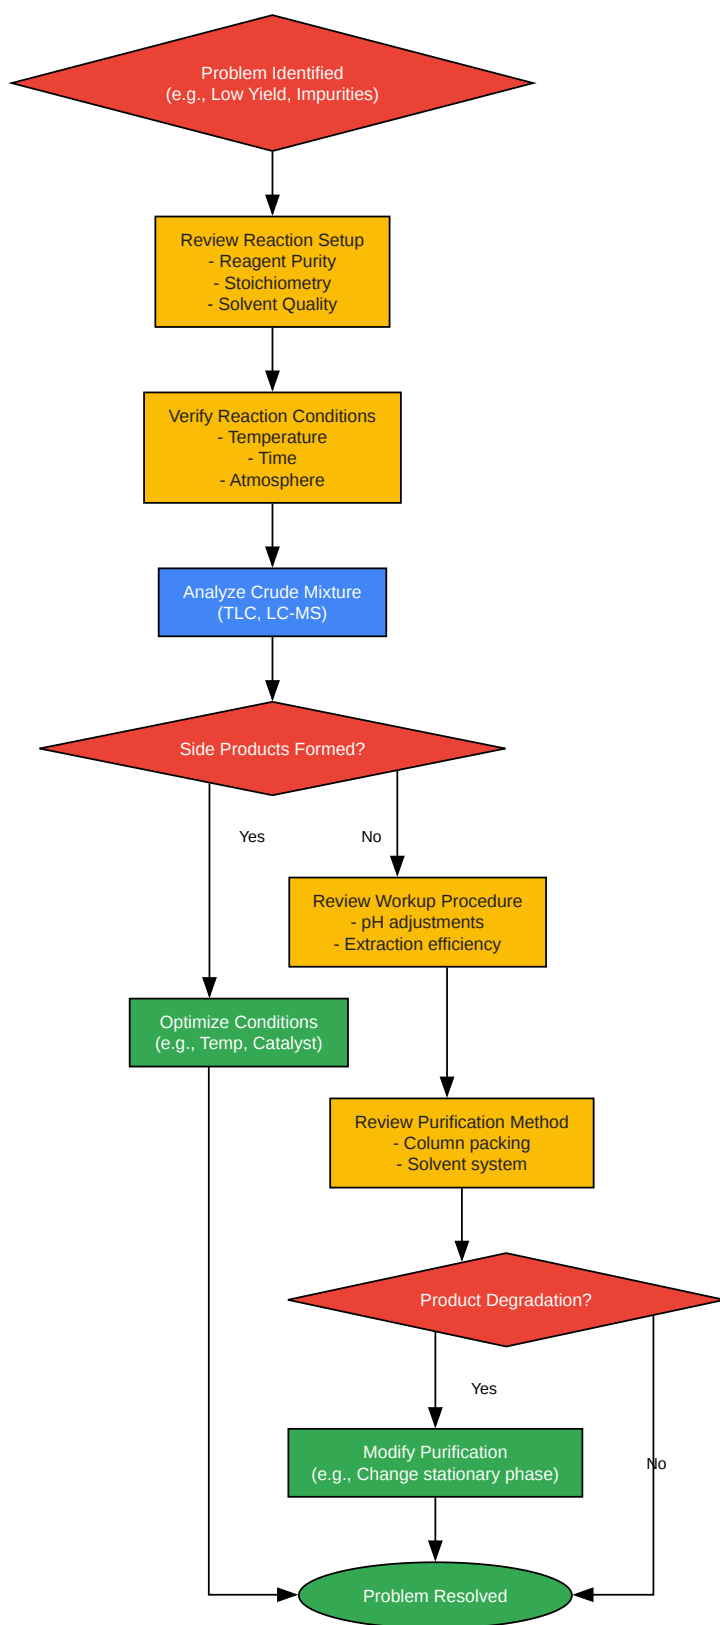 Problem Identified
(e.g., Low Yield, Impurities)
Review Reaction Setup
- Reagent Purity
- Stoichiometry
- Solvent Quality
Verify Reaction Conditions
- Temperature
- Time
- Atmosphere
Analyze Crude Mixture
(TLC, LC-MS)
Side Products Formed?
Yes
No
Review Workup Procedure
- pH adjustments
- Extraction efficiency
Optimize Conditions
(e.g., Temp, Catalyst)
Review Purification Method
- Column packing
- Solvent system
Product Degradation?
Yes
Modify Purification
(e.g., Change stationary phase)
No
Problem Resolved